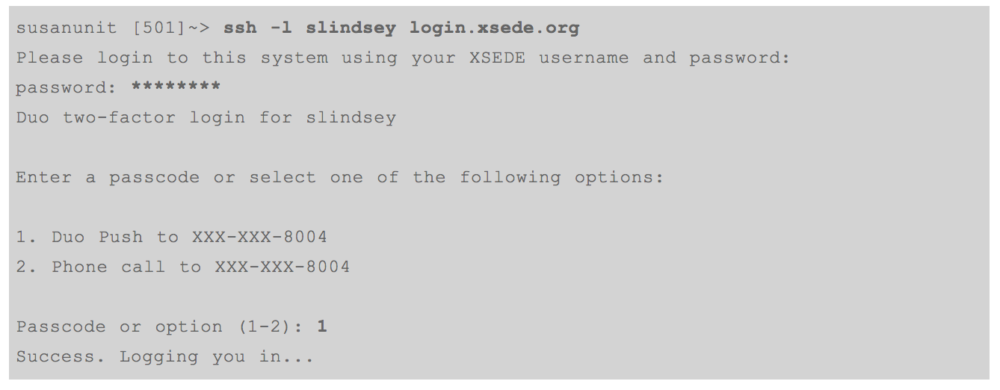 susanunit [501]~> ssh -l slindsey login.xsede.org
Please login to this system using your XSEDE username and password:
password: ********
Duo two-factor login for slindsey
Enter a passcode or select one of the following options:
1. Duo Push to XXX-XXX-8004
2. Phone call to XXX-XXX-8004
Passcode or option (1-2): 1
Success. Logging you in...